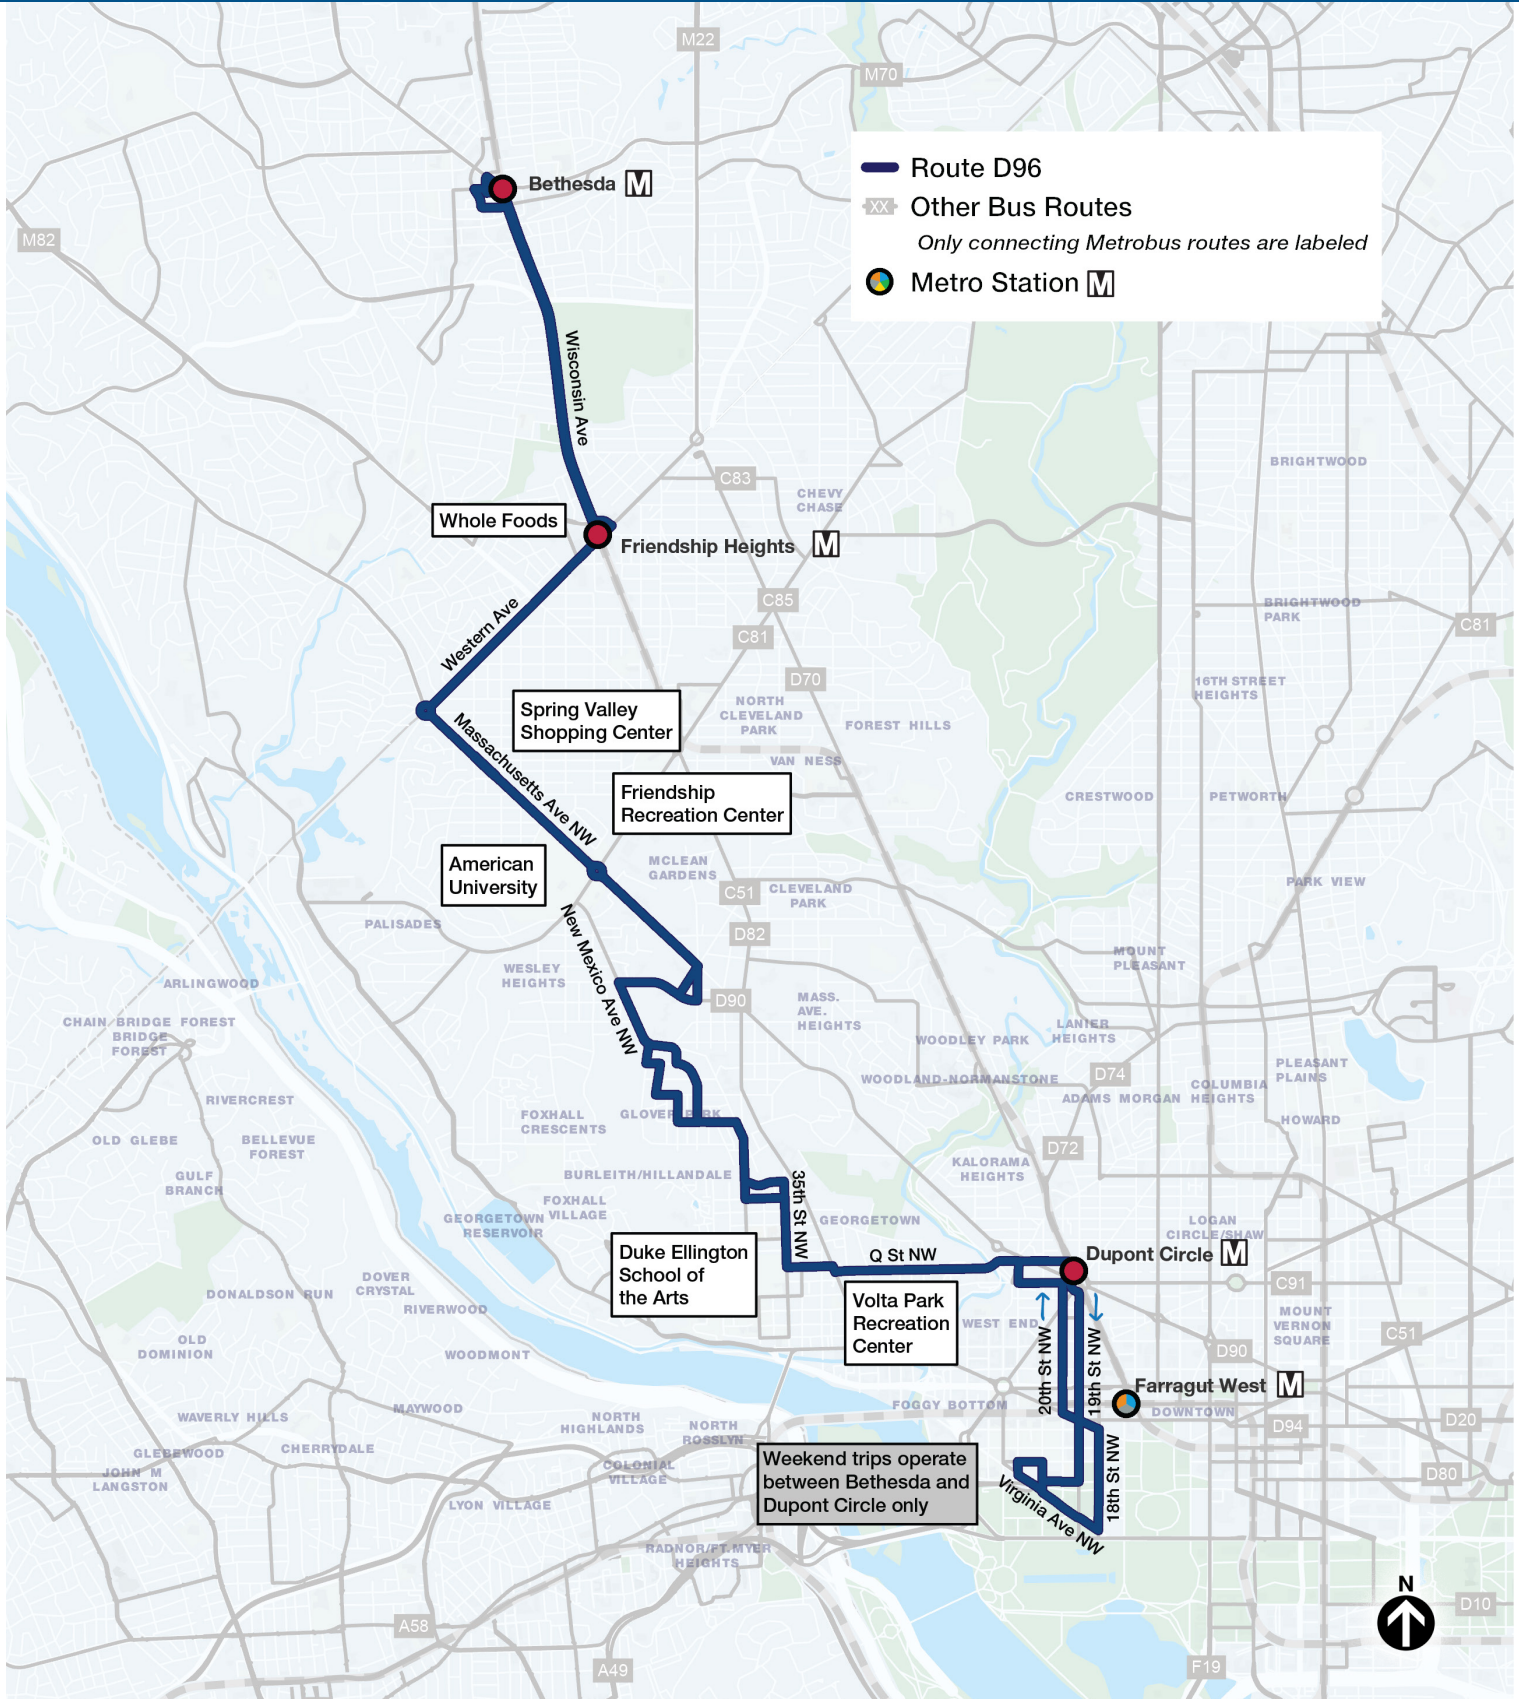 M22
M70
Route D96
XX
Other Bus Routes
Only connecting Metrobus routes are labeled
Metro Station M
Bethesda M
M82
Wisconsin Ave
BRIGHTWOOD
C83
CHEVY
CHASE
Whole Foods
Friendship Heights M
C85
BRIGHTWOOD
PARK
C81
C81
Western Ave
D70
16TH STREET
HEIGHTS
Spring Valley
Shopping Center
NORTH
CLEVELAND
PARK
FOREST HILLS
Massachusetts Ave NW
VAN NESS
Friendship
Recreation Center
CRESTWOOD
PETWORTH
American
University
MCLEAN
GARDENS
C51
CLEVELAND
PARK
PARK VIEW
PALISADES
New Mexico Ave NW
D82
MOUNT
PLEASANT
WESLEY
HEIGHTS
ARLINGWOOD
D90
MASS.
AVE.
HEIGHTS
CHAIN BRIDGE FOREST
BRIDGE
FOREST
WOODLEY PARK
LANIER
HEIGHTS
PLEASANT
PLAINS
WOODLAND-NORMANSTONE
D74
COLUMBIA
HEIGHTS
ADAMS MORGAN
RIVERCREST
FOXHALL
CRESCENTS
GLOVER PARK
HOWARD
OLD GLEBE
BELLEVUE
FOREST
D72
GULF
BRANCH
BURLEITH/HILLANDALE
35th St NW
KALORAMA
HEIGHTS
FOXHALL
VILLAGE
GEORGETOWN
RESERVOIR
GEORGETOWN
LOGAN
CIRCLE/SHAW
Duke Ellington
School of
the Arts
Q St NW
Dupont Circle M
DOVER
CRYSTAL
DONALDSON RUN
RIVERWOOD
C91
Volta Park
Recreation
Center
WEST END
20th St NW
19th St NW
MOUNT
VERNON
SQUARE
C51
OLD
DOMINION
WOODMONT
D90
Farragut West M
FOGGY BOTTOM
DOWNTOWN
WAVERLY HILLS
MAYWOOD
NORTH
HIGHLANDS
NORTH
ROSSLYN
D94
D20
GLEBEWOOD
CHERRYDALE
JOHN M
LANGSTON
COLONIAL
VILLAGE
Weekend trips operate
between Bethesda and
Dupont Circle only
18th St NW
D80
Virginia Ave NW
LYON VILLAGE
RADNOR/FT.MYER
HEIGHTS
N
D10
A58
A49
F19